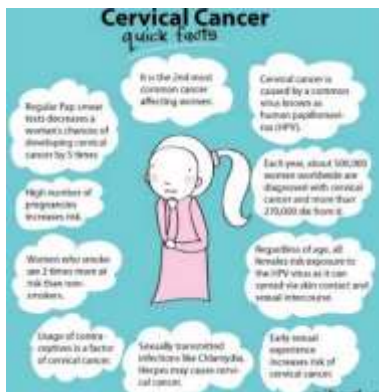 Cervical Cancer
quick facts
It is the 2nd most
common cancer
affecting women.
Cervical cancer is
caused by a common
virus known as
human papillomavi-
rus (HPV).
Regular Pap smear
tests decreases a
woman's chances of
developing cervical
cancer by 5 times
Each year, about 500,000
women worldwide are
diagnosed with cervical
cancer and more than
270,000 die from it.
High number of
pregnancies
increases risk.
Women who smoke
are 2 times more at
risk than non-
smokers.
Regardless of age, all
females risk exposure to
the HPV virus as it can
spread via skin contact and
sexual intercourse.
Usage of contra-
ceptives is a factor
of cervical cancer.
Sexually transmitted
infections like Chlamydia,
Herpes may cause cervi-
cal cancer.
Early sexual
experience
increases risk of
cervical cancer.